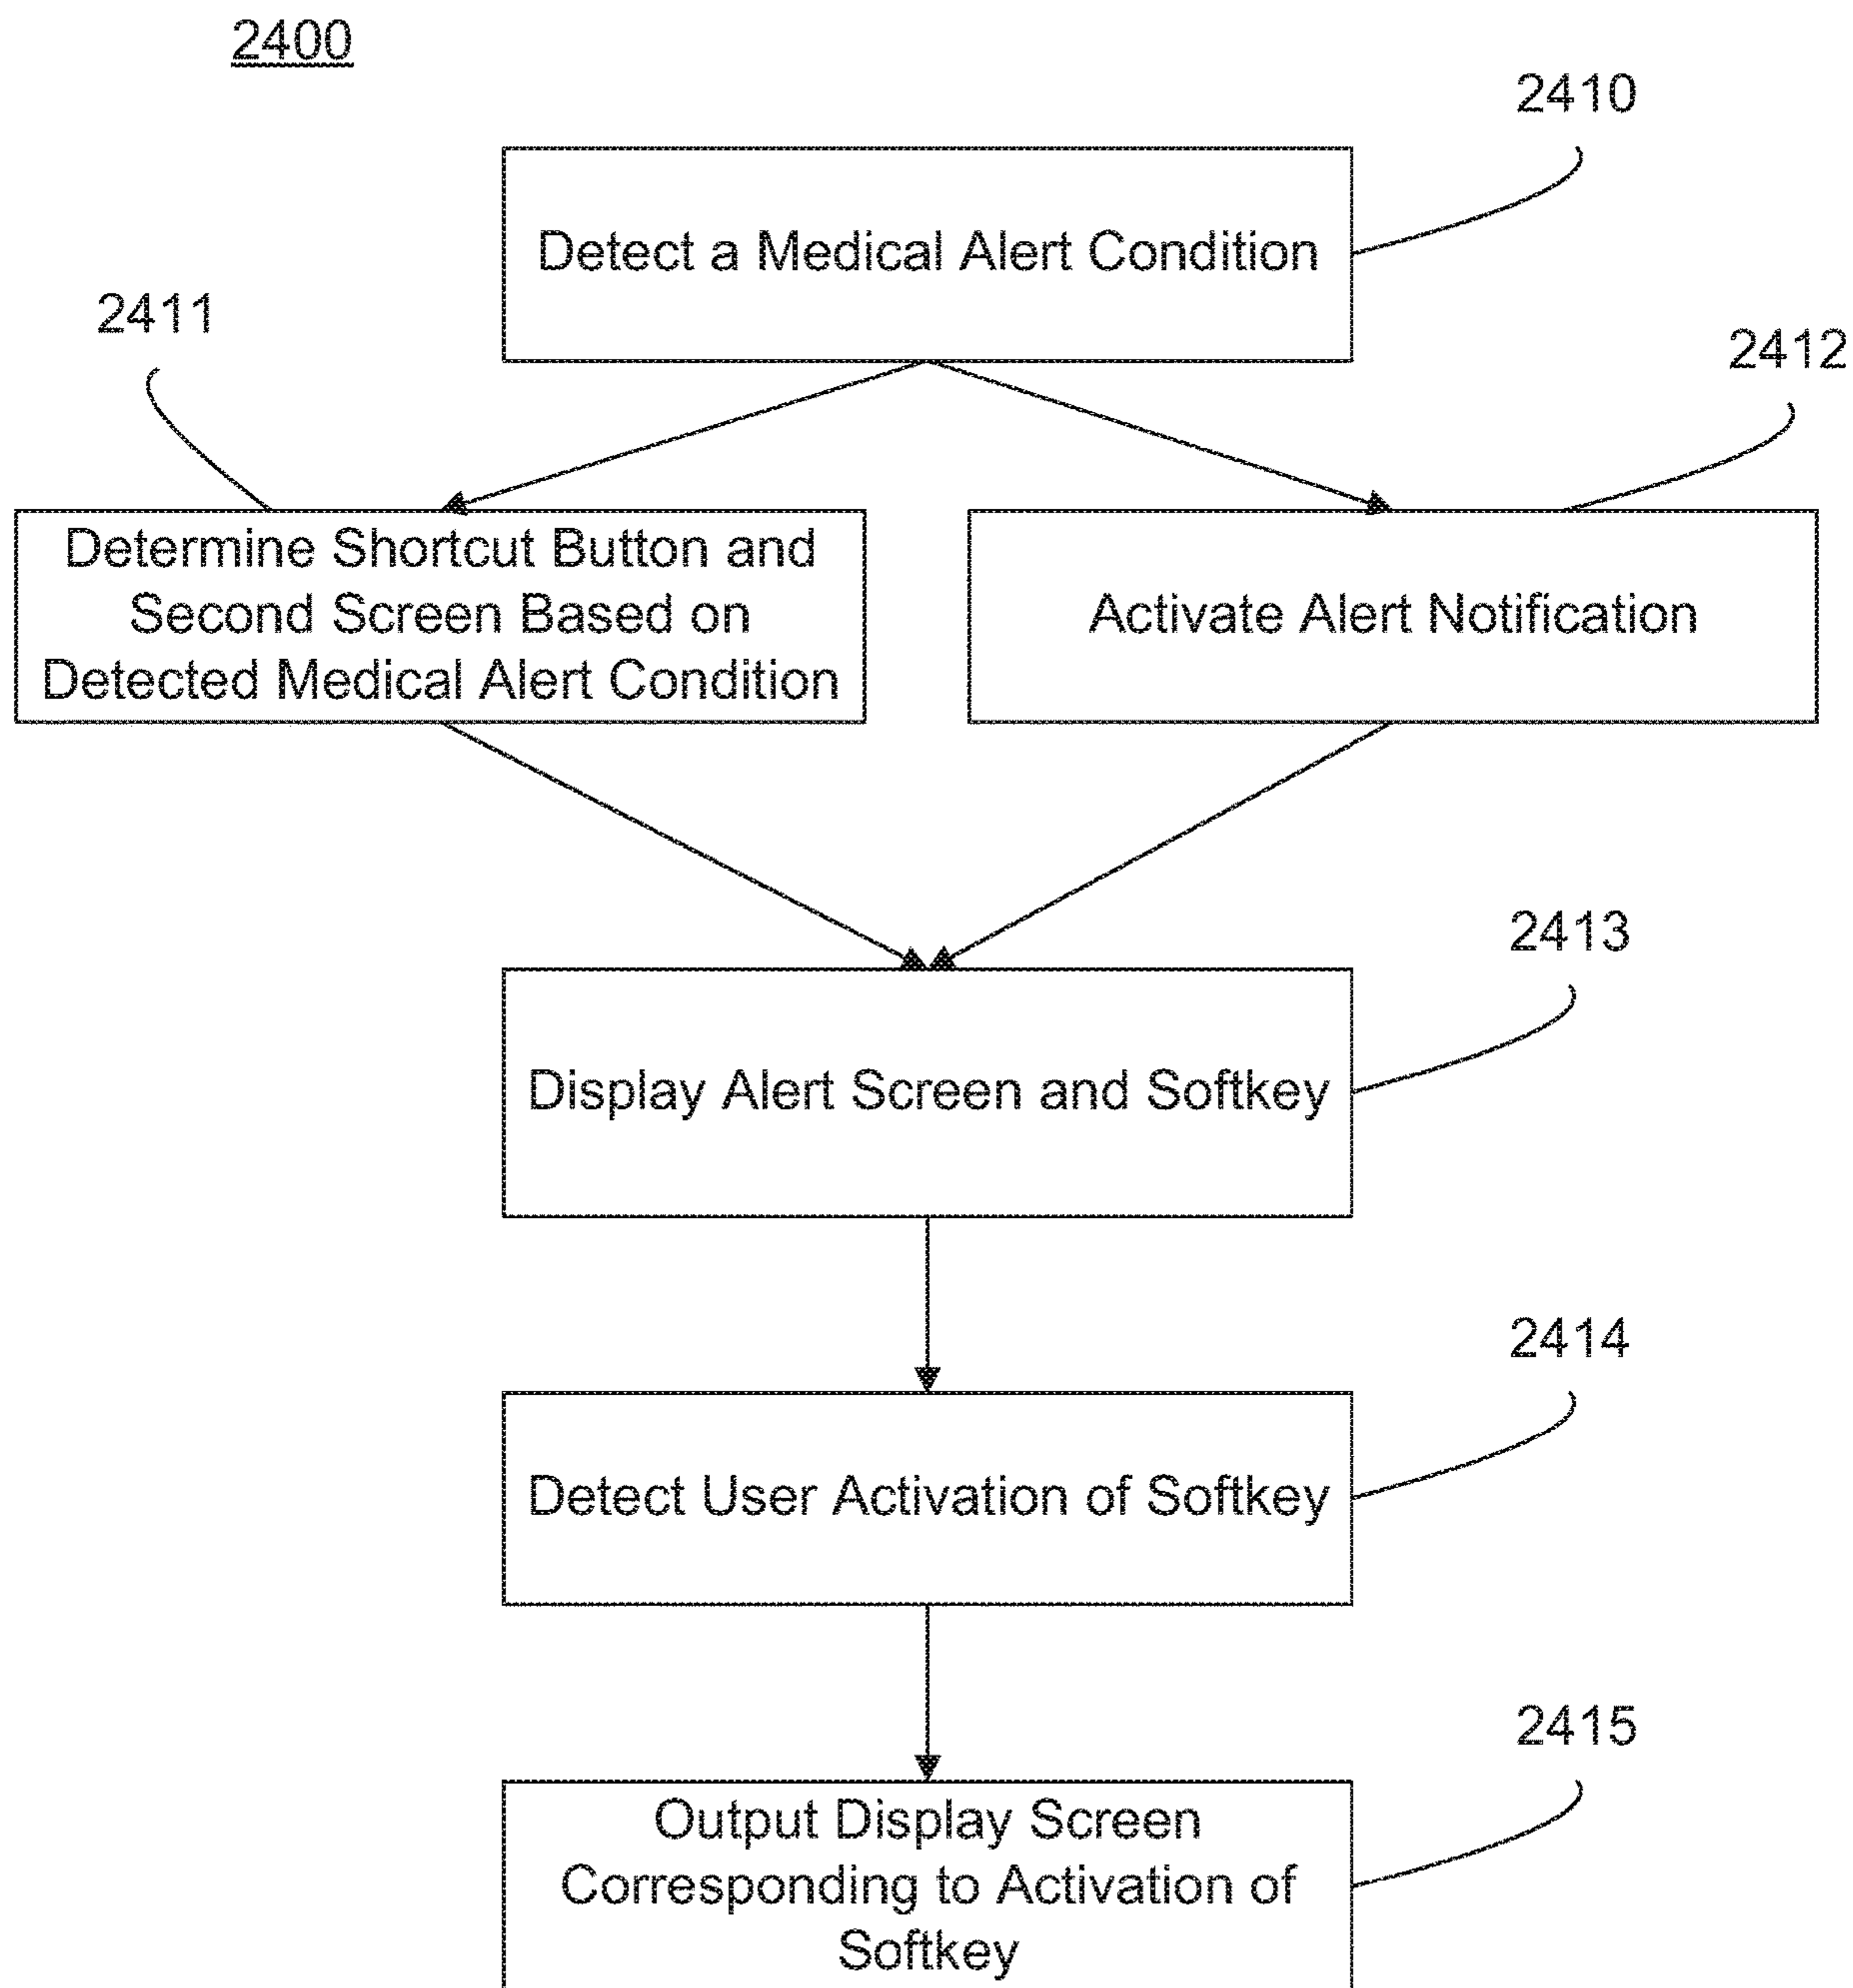 2400
2410
Detect a Medical Alert Condition
2411
2412
Determine Shortcut Button and
Second Screen Based on
Detected Medical Alert Condition
Activate Alert Notification
2413
Display Alert Screen and Softkey
2414
Detect User Activation of Softkey
2415
Output Display Screen
Corresponding to Activation of
Softkey